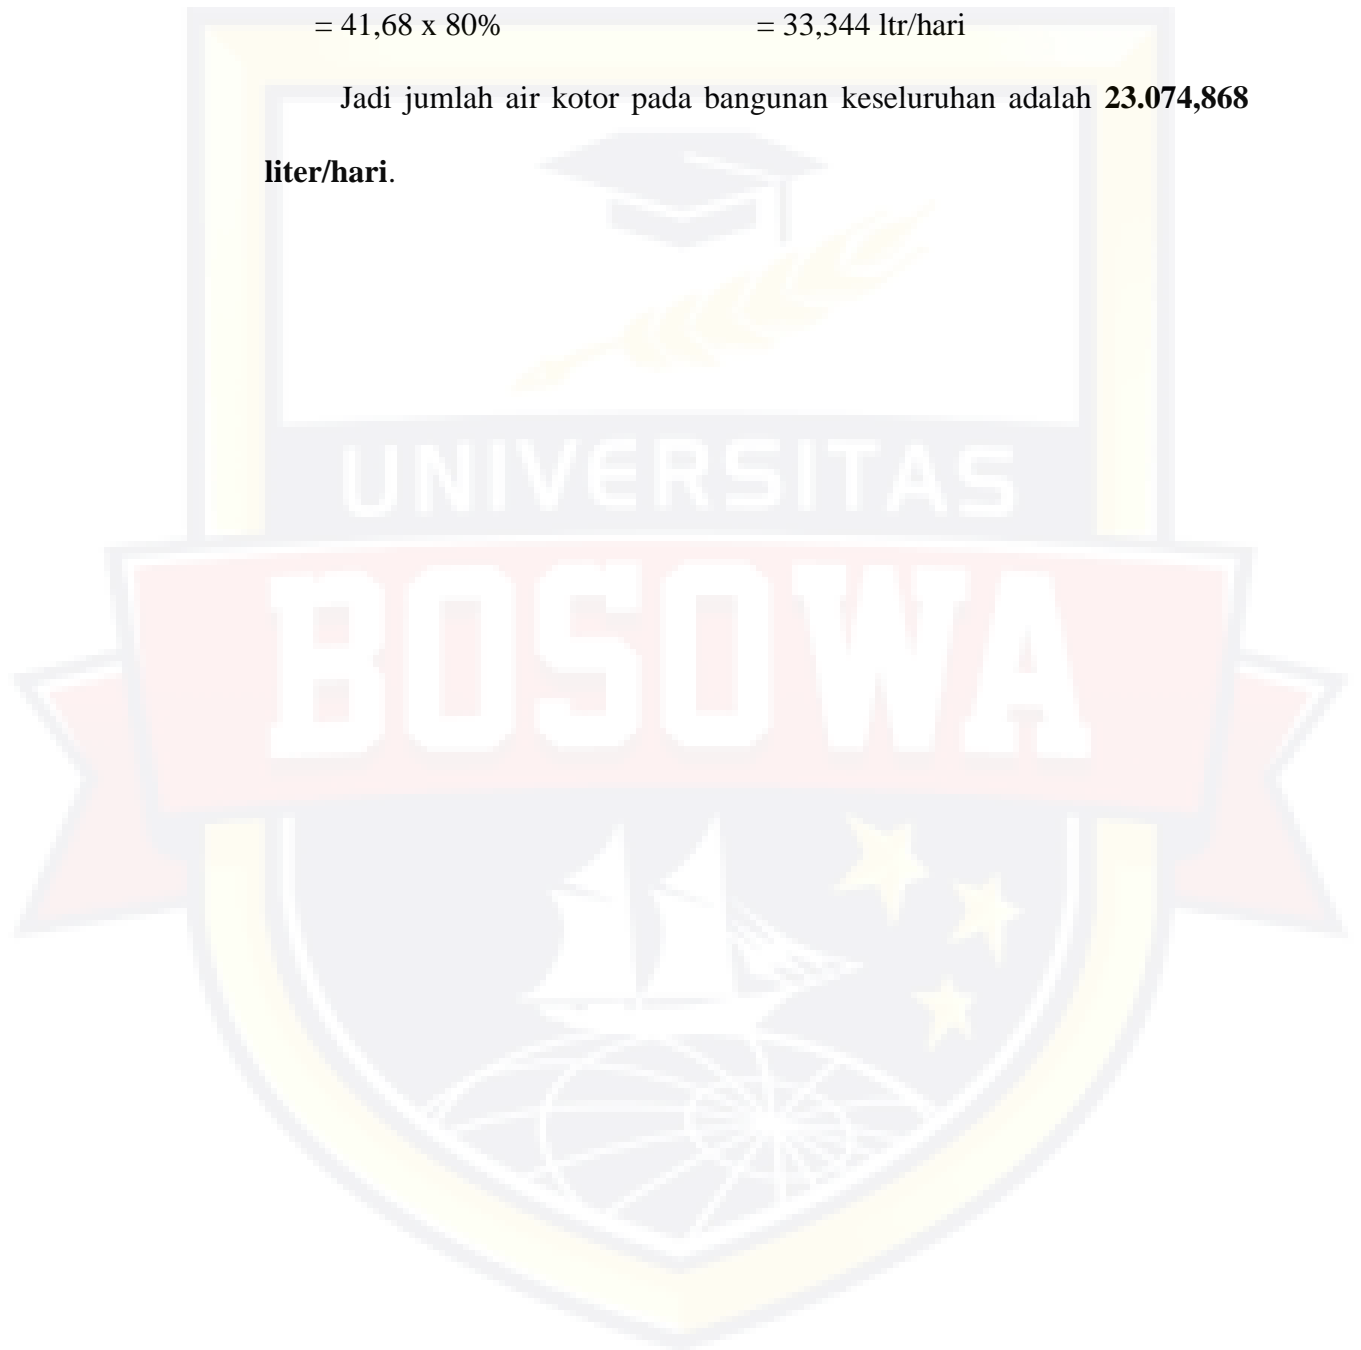 = 41,68 x 80% = 33,344 ltr/hari
Jadi jumlah air kotor pada bangunan keseluruhan adalah 23.074,868
liter/hari.
UNIVERSITAS
BOSOWA